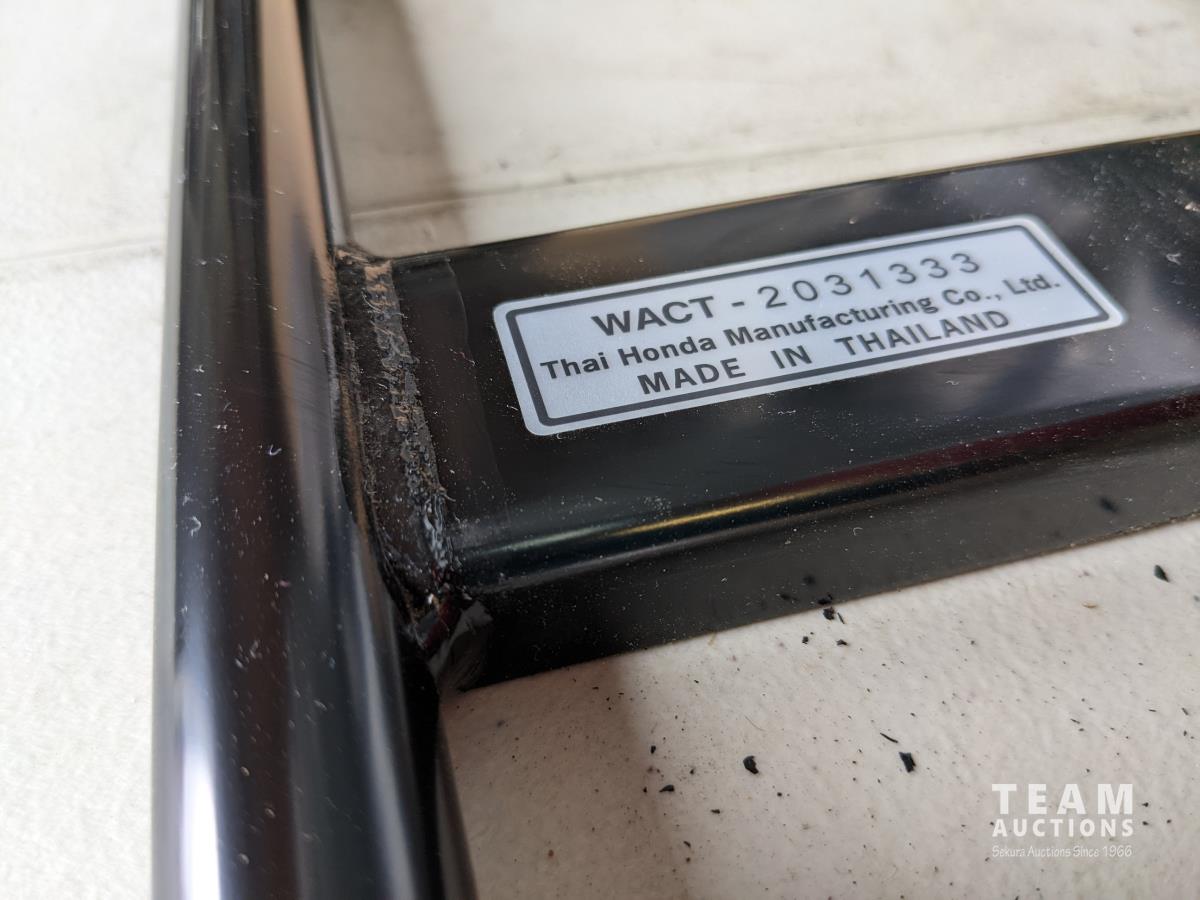 WACT - 2031333
Thai Honda Manufacturing Co., Ltd.
MADE IN THAILAND
TEAM
AUCTIONS
Sekura Auctions Since 1966